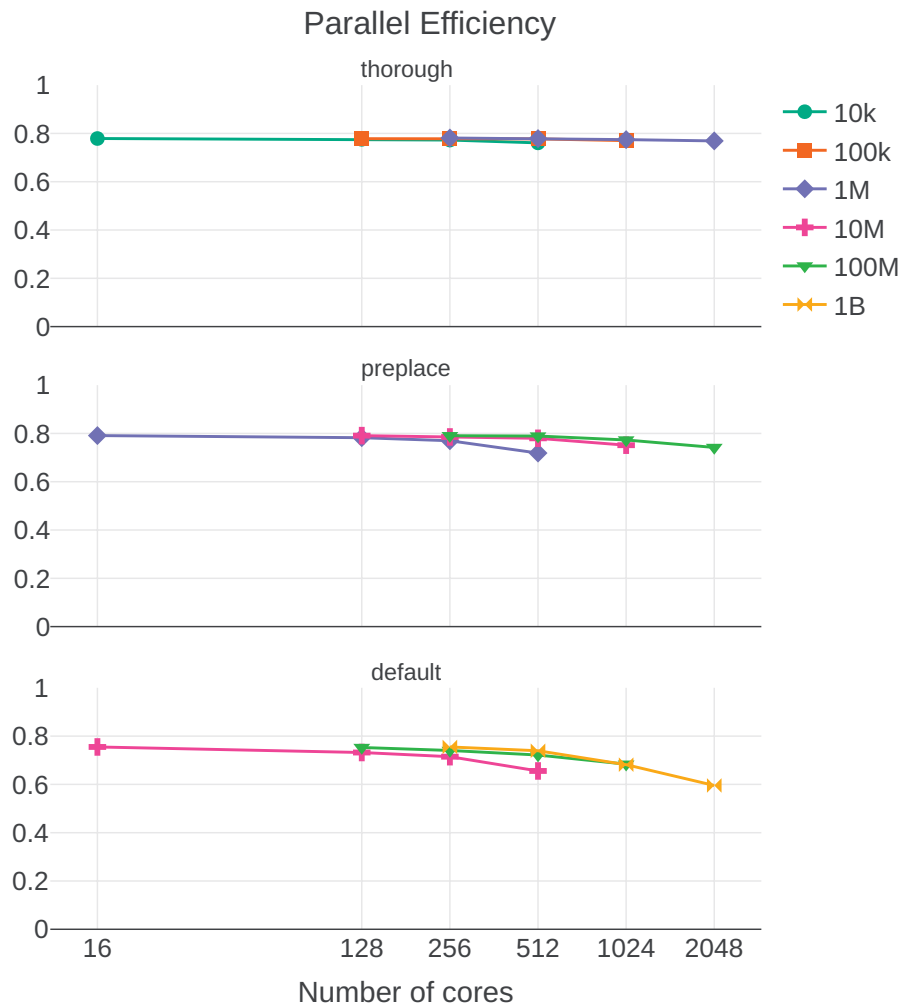 Parallel Efficiency
thorough
1
0.8
0.6
0.4
0.2
0
10k
100k
1M
10M
100M
1B
preplace
1
0.8
0.6
0.4
0.2
0
default
1
0.8
0.6
0.4
0.2
0
16 128 256 512 1024 2048
Number of cores